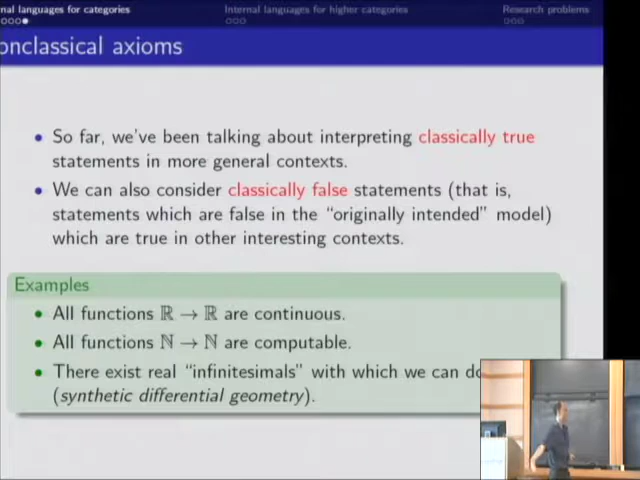 nal languages for categories
Internal languages for higher categories
Research problems
onclassical axioms
• So far, we've been talking about interpreting classically true
statements in more general contexts.
• We can also consider classically false statements (that is,
statements which are false in the "originally intended" model)
which are true in other interesting contexts.
Examples
• All functions ℝ → ℝ are continuous.
• All functions ℕ → ℕ are computable.
• There exist real "infinitesimals" with which we can do
(synthetic differential geometry).